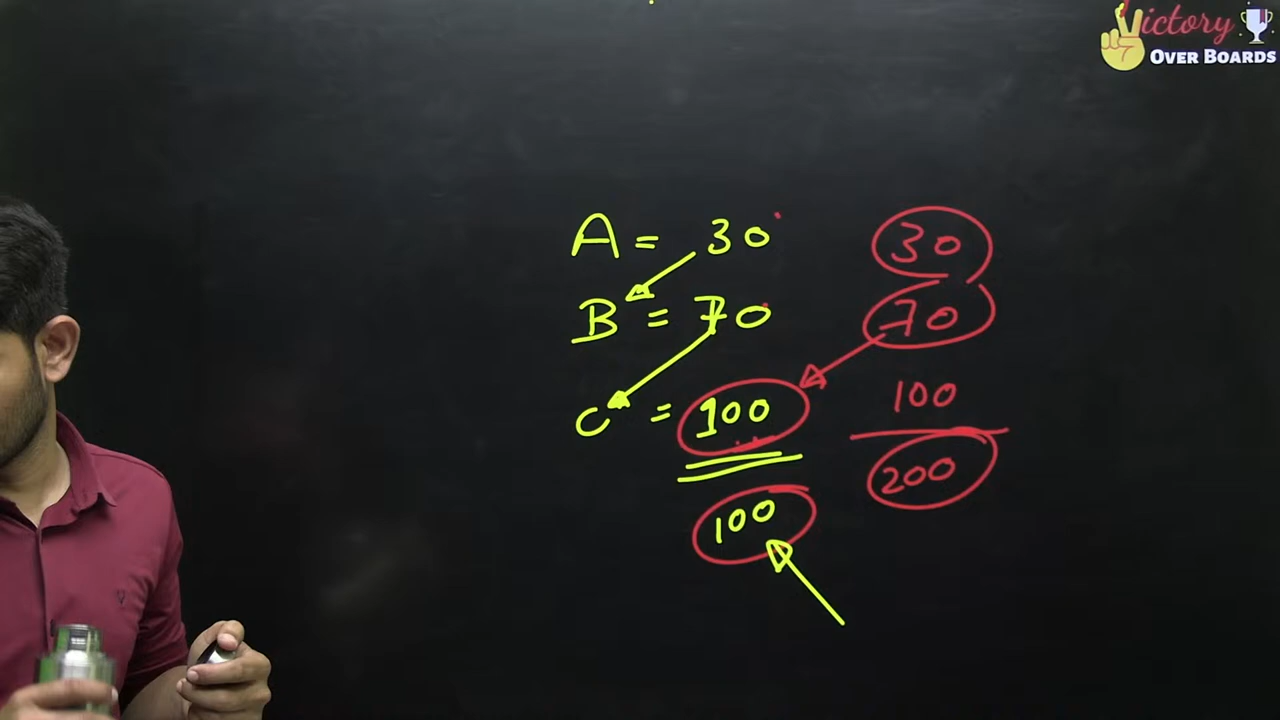 Victory
OVER BOARDS
A = 30 30
B = 70 70
C = 100 100
100 200